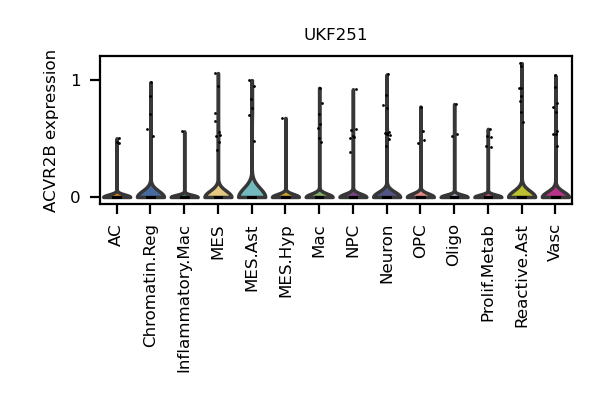 UKF251
ACVR2B expression
1
0
AC
Chromatin.Reg
Inflammatory.Mac
MES
MES.Ast
MES.Hyp
Mac
NPC
Neuron
OPC
Oligo
Prolif.Metab
Reactive.Ast
Vasc